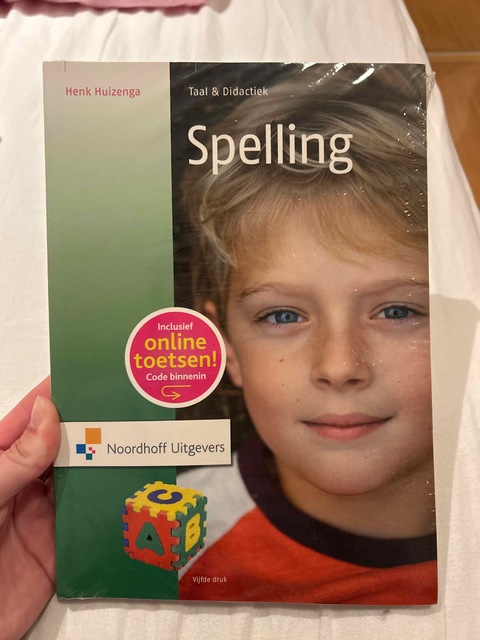 Henk Huizenga
Taal & Didactiek
Spelling
Inclusief
online
toetsen!
Code binnenin
Noordhoff Uitgevers
C
A
B
Vijfde druk